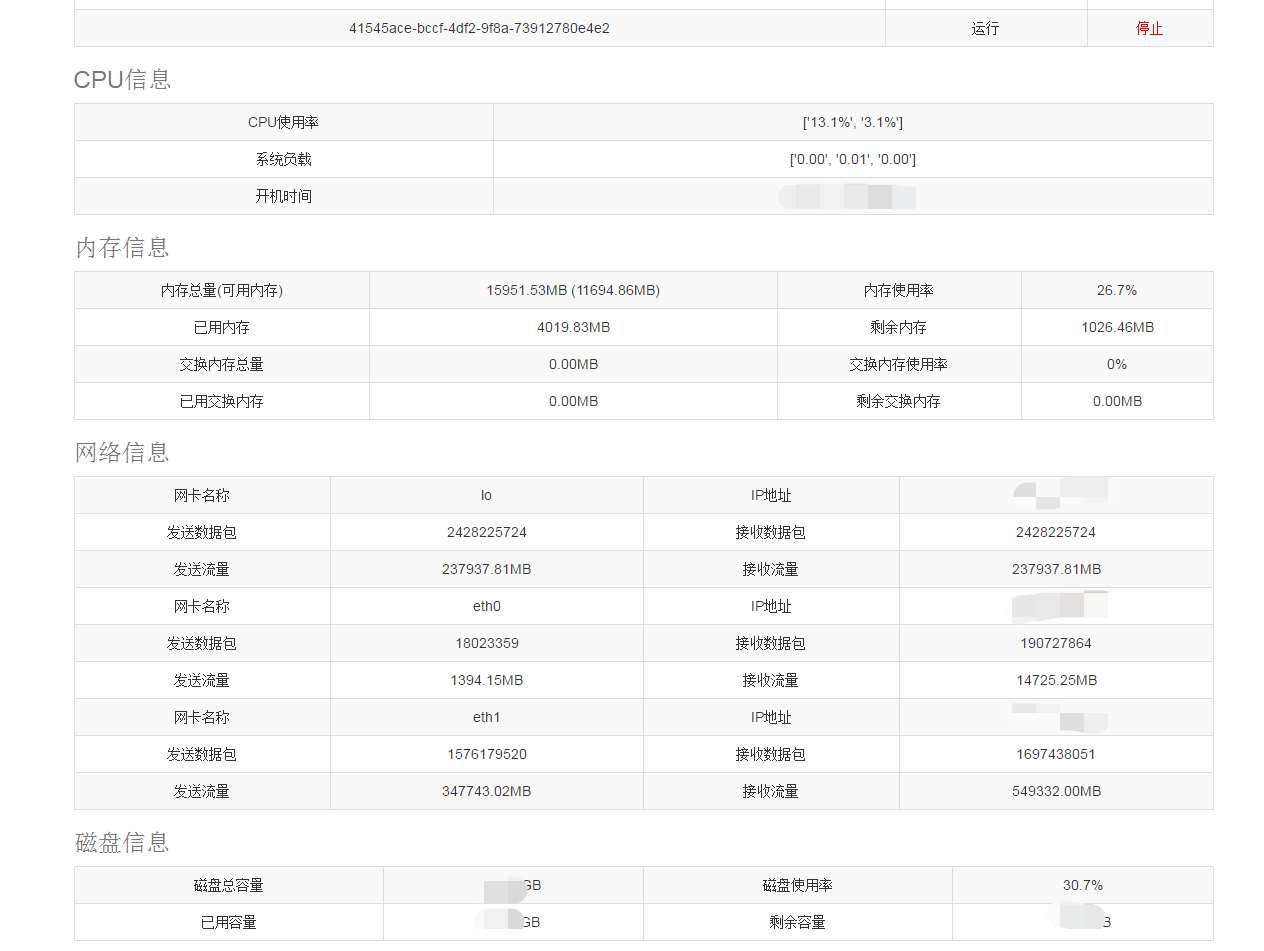 41545ace-bccf-4df2-9f8a-73912780e4e2 运行 停止
CPU信息
CPU使用率 ['13.1%', '3.1%']
系统负载 ['0.00', '0.01', '0.00']
开机时间
内存信息
内存总量(可用内存) 15951.53MB (11694.86MB) 内存使用率 26.7%
已用内存 4019.83MB 剩余内存 1026.46MB
交换内存总量 0.00MB 交换内存使用率 0%
已用交换内存 0.00MB 剩余交换内存 0.00MB
网络信息
网卡名称 lo IP地址
发送数据包 2428225724 接收数据包 2428225724
发送流量 237937.81MB 接收流量 237937.81MB
网卡名称 eth0 IP地址
发送数据包 18023359 接收数据包 190727864
发送流量 1394.15MB 接收流量 14725.25MB
网卡名称 eth1 IP地址
发送数据包 1576179520 接收数据包 1697438051
发送流量 347743.02MB 接收流量 549332.00MB
磁盘信息
磁盘总容量 GB 磁盘使用率 30.7%
已用容量 GB 剩余容量 B